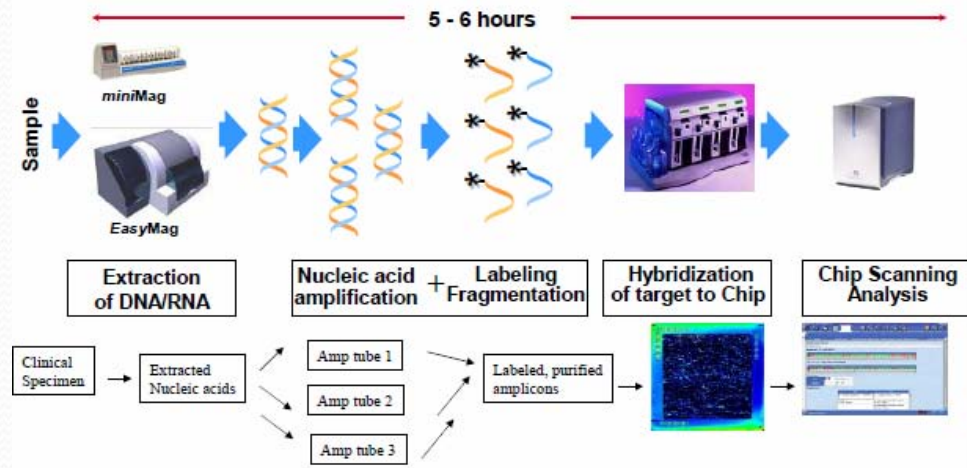 5 - 6 hours
Sample
miniMag
EasyMag
* *
* *
* *
Extraction
of DNA/RNA
Nucleic acid
amplification
+
Labeling
Fragmentation
Hybridization
of target to Chip
Chip Scanning
Analysis
Clinical
Specimen
Extracted
Nucleic acids
Amp tube 1
Amp tube 2
Amp tube 3
Labeled, purified
amplicons